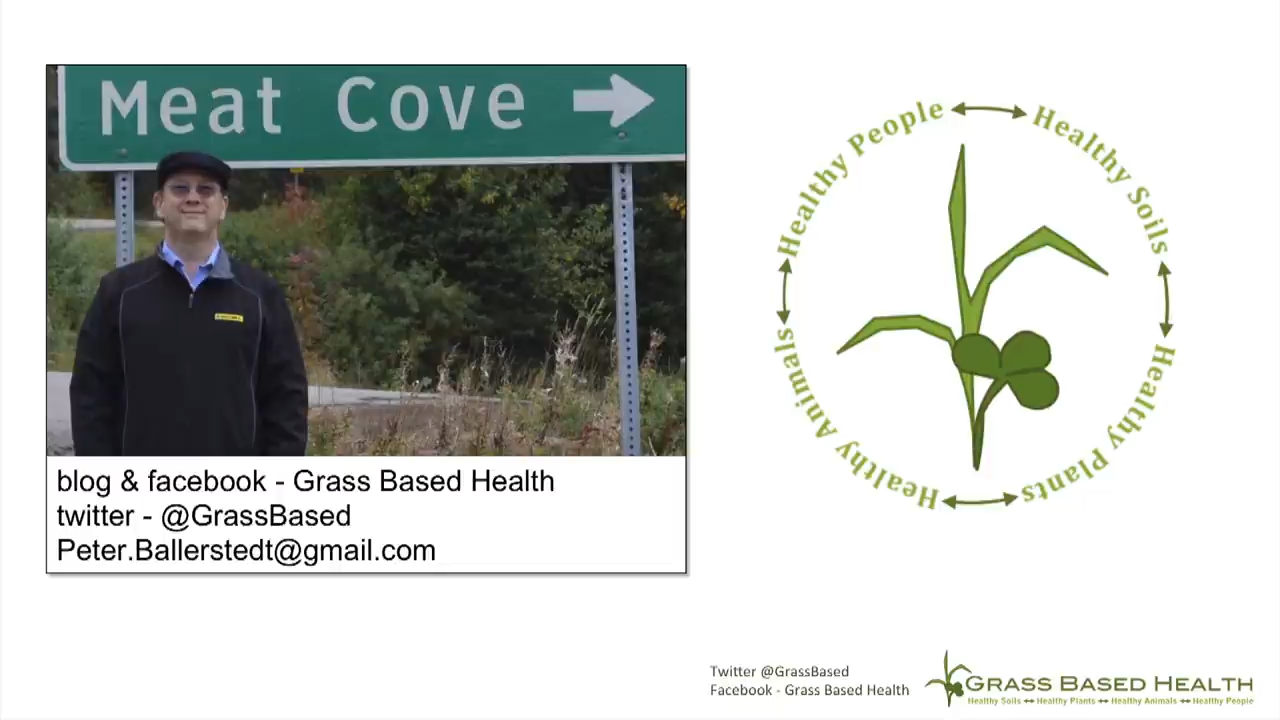 Meat Cove
blog & facebook - Grass Based Health
twitter - @GrassBased
Peter.Ballerstedt@gmail.com
Healthy People
Healthy Soils
Healthy Plants
Healthy Animals
Twitter @GrassBased
Facebook - Grass Based Health
GRASS BASED HEALTH
Healthy Soils ↔ Healthy Plants ↔ Healthy Animals ↔ Healthy People